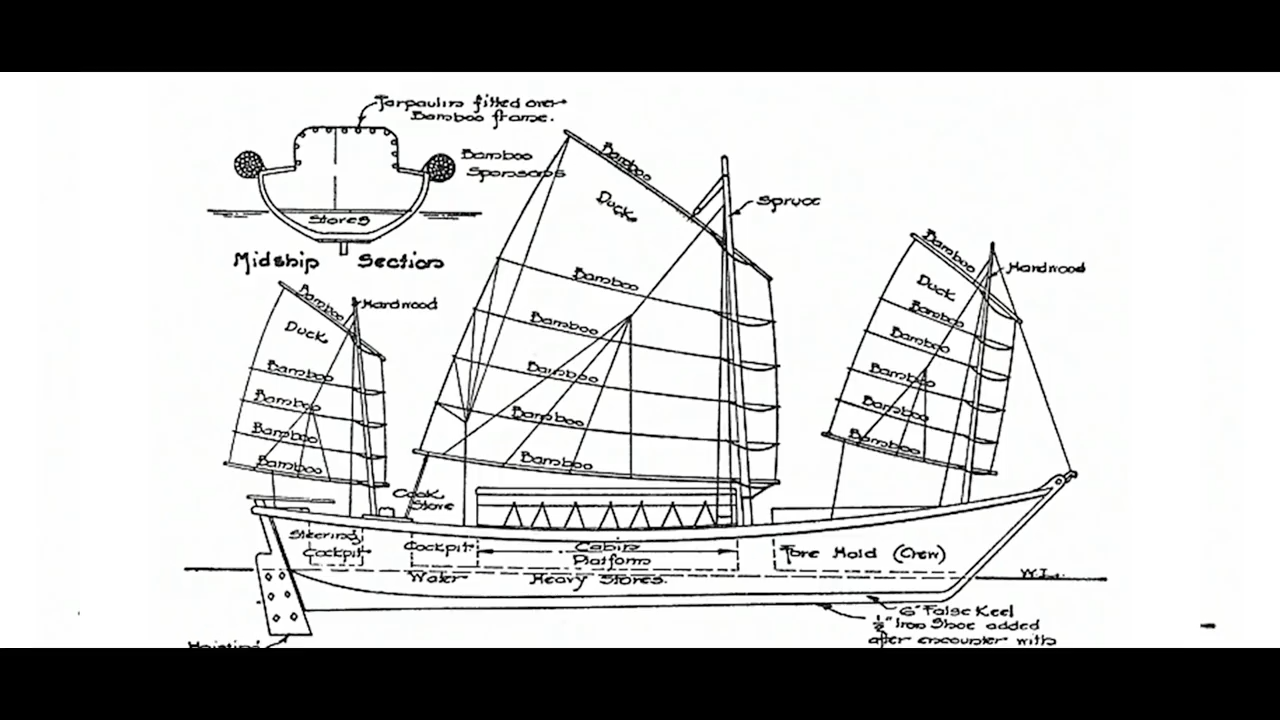 Tarpaulin fitted over
Bamboo frame.
Bamboo
Sponsons
Stores
Midship Section
Bamboo
Duck
Spruce
Bamboo
Bamboo
Bamboo
Bamboo
Bamboo
Bamboo
Hardwood
Duck
Bamboo
Bamboo
Bamboo
Bamboo
Bamboo
Hardwood
Duck
Bamboo
Bamboo
Bamboo
Bamboo
Bamboo
Cook
Stove
Steering
Cockpit
Cockpit
Cabin
Platform
Fore Hold (Crew)
Water
Heavy Stores.
W.L.
6" False Keel
½" Iron Shoe added
after encounter with